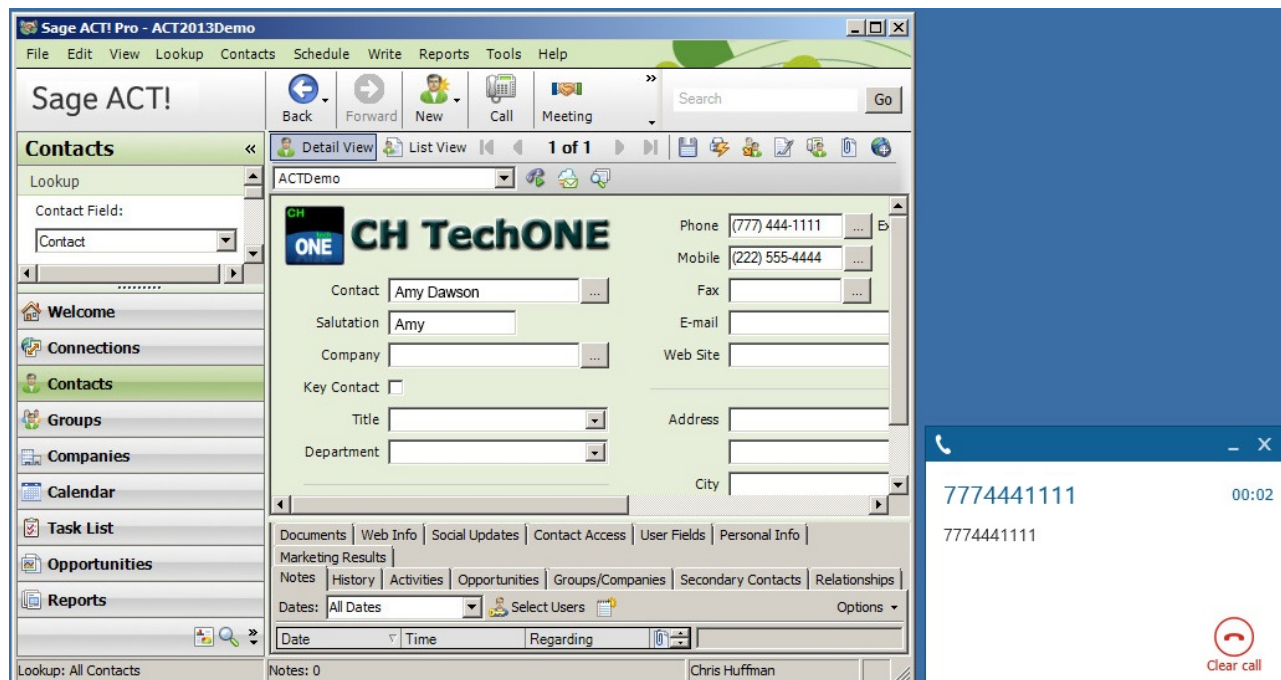 Sage ACT! Pro - ACT2013Demo
File Edit View Lookup Contacts Schedule Write Reports Tools Help
Sage ACT!
Back Forward New Call Meeting
Search Go
Contacts «
Detail View List View 1 of 1
Lookup
ACTDemo
Contact Field:
Contact
CH
ONE
CH TechONE
Phone (777) 444-1111 ...
Mobile (222) 555-4444 ...
Contact Amy Dawson ... Fax ...
Salutation Amy E-mail
Company ... Web Site
Key Contact
Title Address
Department
City
Welcome
Connections
Contacts
Groups
Companies
Calendar
Task List
Opportunities
Reports
Documents Web Info Social Updates Contact Access User Fields Personal Info
Marketing Results
Notes History Activities Opportunities Groups/Companies Secondary Contacts Relationships
Dates: All Dates Select Users Options
Date Time Regarding
Lookup: All Contacts Notes: 0 Chris Huffman
7774441111 00:02
7774441111
Clear call